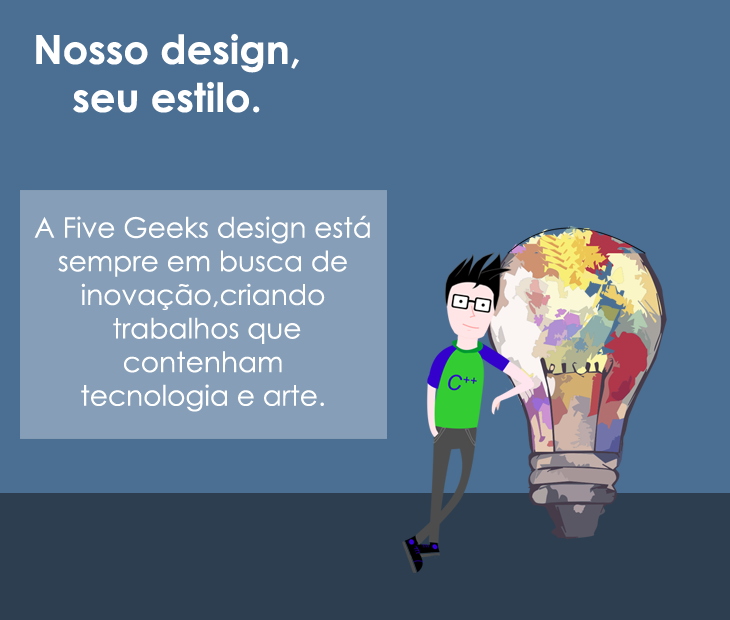 Nosso design,
seu estilo.
A Five Geeks design está
sempre em busca de
inovação,criando
trabalhos que
contenham
tecnologia e arte.
C++